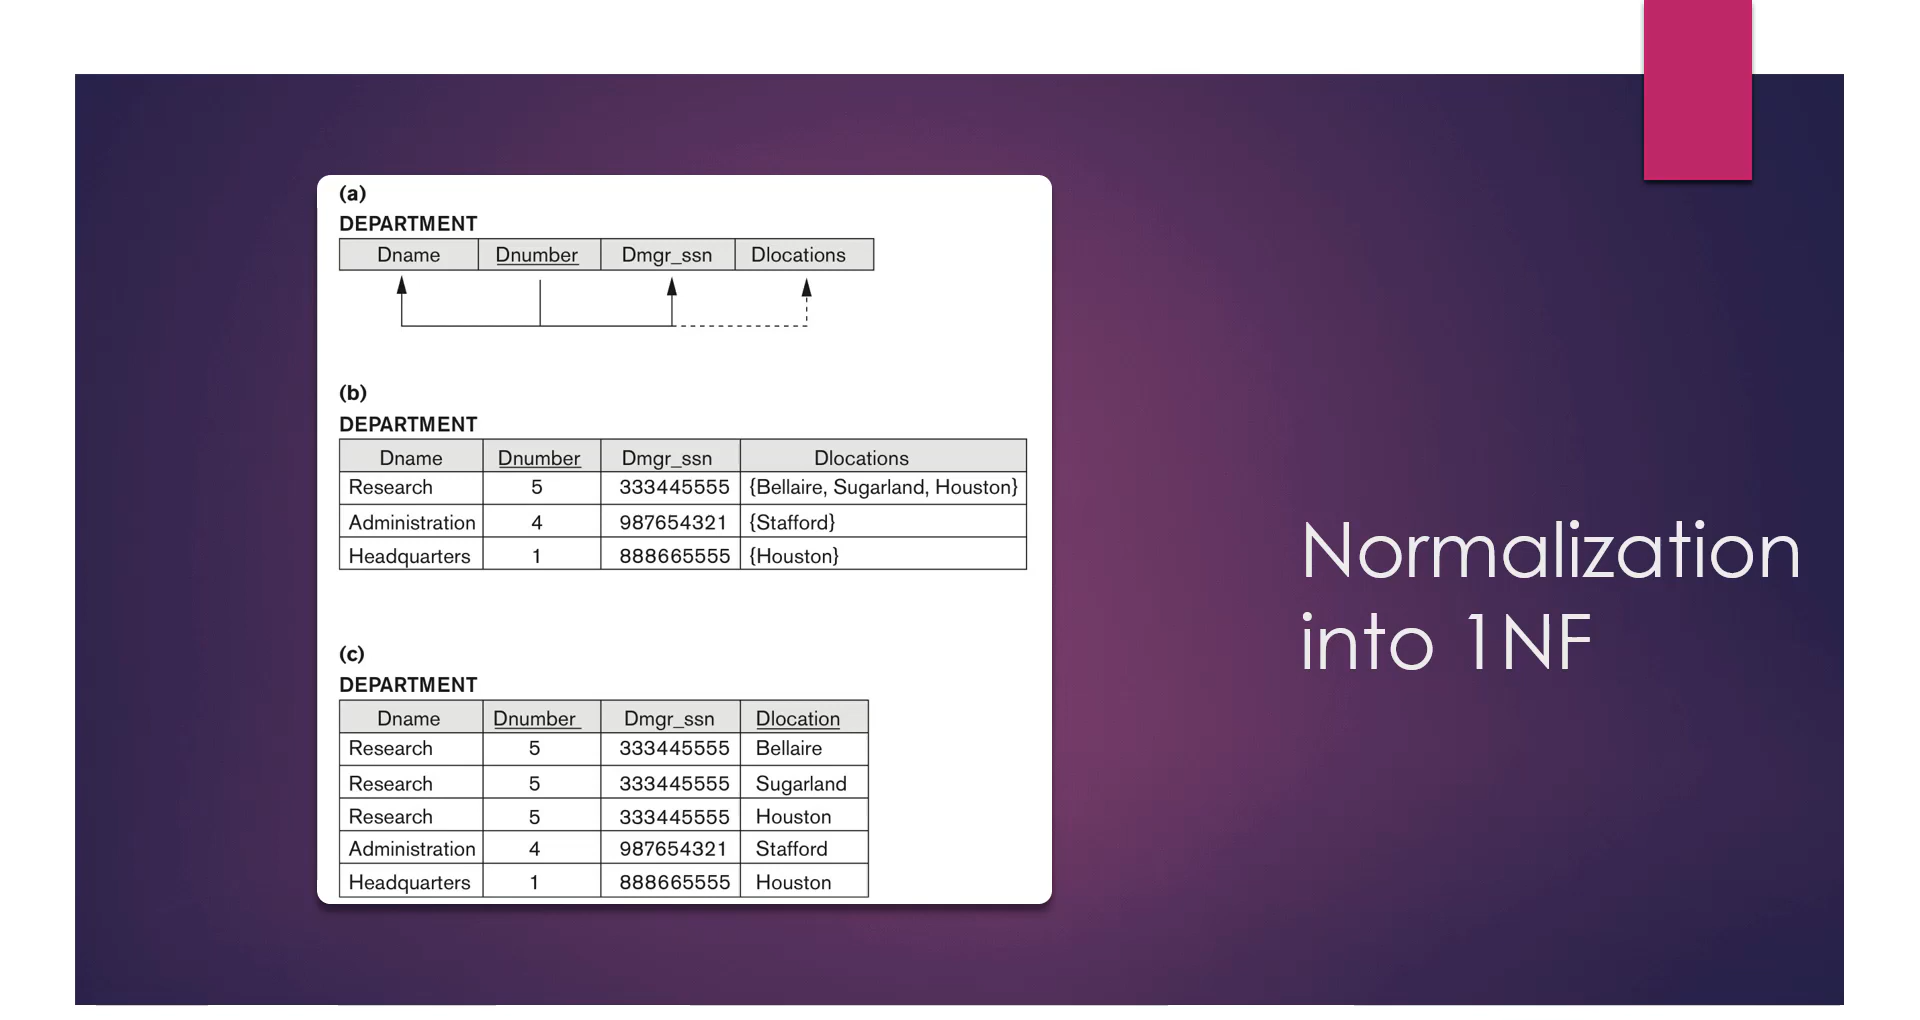 (a)
DEPARTMENT
Dname Dnumber Dmgr_ssn Dlocations
(b)
DEPARTMENT
Dname Dnumber Dmgr_ssn Dlocations
Research 5 333445555 {Bellaire, Sugarland, Houston}
Administration 4 987654321 {Stafford}
Headquarters 1 888665555 {Houston}
(c)
DEPARTMENT
Dname Dnumber Dmgr_ssn Dlocation
Research 5 333445555 Bellaire
Research 5 333445555 Sugarland
Research 5 333445555 Houston
Administration 4 987654321 Stafford
Headquarters 1 888665555 Houston
Normalization
into 1NF